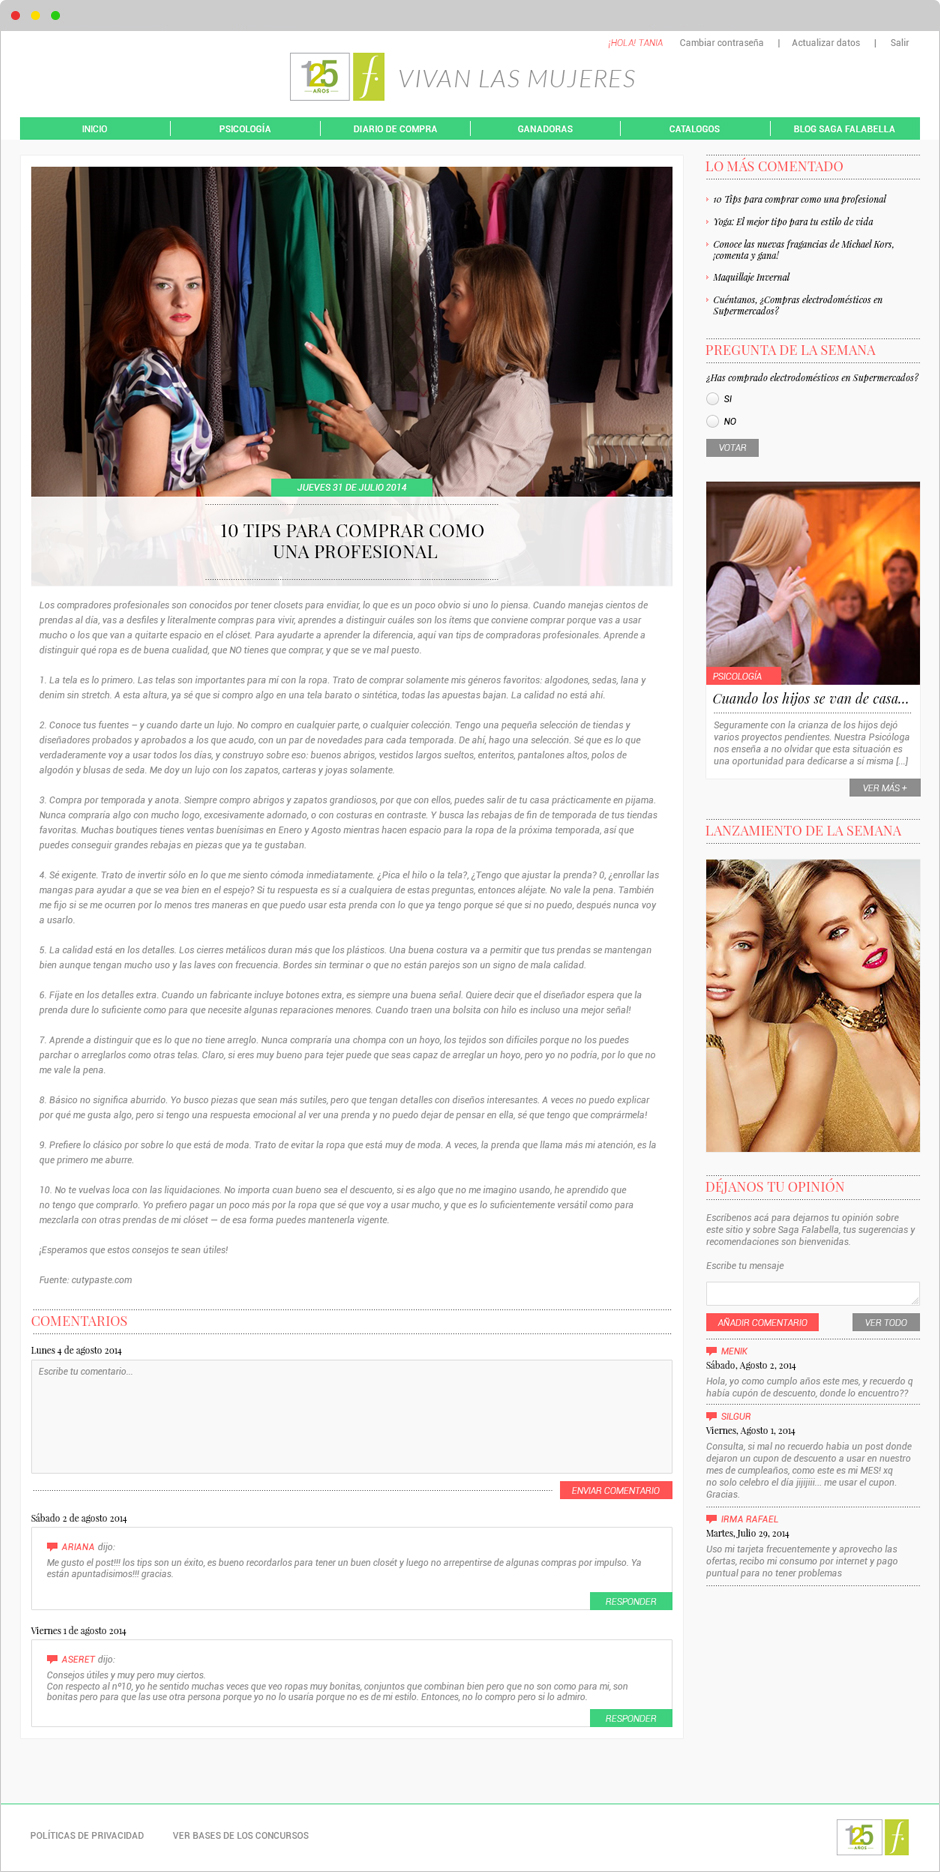 ¡HOLA! TANIA Cambiar contraseña | Actualizar datos | Salir
125 AÑOS f. VIVAN LAS MUJERES
INICIO PSICOLOGÍA DIARIO DE COMPRA GANADORAS CATALOGOS BLOG SAGA FALABELLA
JUEVES 31 DE JULIO 2014
10 TIPS PARA COMPRAR COMO
UNA PROFESIONAL
Los compradores profesionales son conocidos por tener closets para envidiar, lo que es un poco obvio si uno lo piensa. Cuando manejas cientos de
prendas al día, vas a desfiles y literalmente compras para vivir, aprendes a distinguir cuáles son los ítems que conviene comprar porque vas a usar
mucho o los que van a quitarte espacio en el clóset. Para ayudarte a aprender la diferencia, aquí van tips de compradoras profesionales. Aprende a
distinguir qué ropa es de buena cualidad, que NO tienes que comprar, y que se ve mal puesto.
1. La tela es lo primero. Las telas son importantes para mí con la ropa. Trato de comprar solamente mis géneros favoritos: algodones, sedas, lana y
denim sin stretch. A esta altura, ya sé que si compro algo en una tela barato o sintética, todas las apuestas bajan. La calidad no está ahí.
2. Conoce tus fuentes – y cuando darte un lujo. No compro en cualquier parte, o cualquier colección. Tengo una pequeña selección de tiendas y
diseñadores probados y aprobados a los que acudo, con un par de novedades para cada temporada. De ahí, hago una selección. Sé que es lo que
verdaderamente voy a usar todos los días, y construyo sobre eso: buenos abrigos, vestidos largos sueltos, enteritos, pantalones altos, polos de
algodón y blusas de seda. Me doy un lujo con los zapatos, carteras y joyas solamente.
3. Compra por temporada y anota. Siempre compro abrigos y zapatos grandiosos, por que con ellos, puedes salir de tu casa prácticamente en pijama.
Nunca compraría algo con mucho logo, excesivamente adornado, o con costuras en contraste. Y busca las rebajas de fin de temporada de tus tiendas
favoritas. Muchas boutiques tienes ventas buenísimas en Enero y Agosto mientras hacen espacio para la ropa de la próxima temporada, así que
puedes conseguir grandes rebajas en piezas que ya te gustaban.
4. Sé exigente. Trato de invertir sólo en lo que me siento cómoda inmediatamente. ¿Pica el hilo o la tela?, ¿Tengo que ajustar la prenda? O, ¿enrollar las
mangas para ayudar a que se vea bien en el espejo? Si tu respuesta es sí a cualquiera de estas preguntas, entonces aléjate. No vale la pena. También
me fijo si se me ocurren por lo menos tres maneras en que puedo usar esta prenda con lo que ya tengo porque sé que si no puedo, después nunca voy
a usarlo.
5. La calidad está en los detalles. Los cierres metálicos duran más que los plásticos. Una buena costura va a permitir que tus prendas se mantengan
bien aunque tengan mucho uso y las laves con frecuencia. Bordes sin terminar o que no están parejos son un signo de mala calidad.
6. Fíjate en los detalles extra. Cuando un fabricante incluye botones extra, es siempre una buena señal. Quiere decir que el diseñador espera que la
prenda dure lo suficiente como para que necesite algunas reparaciones menores. Cuando traen una bolsita con hilo es incluso una mejor señal!
7. Aprende a distinguir que es lo que no tiene arreglo. Nunca compraría una chompa con un hoyo, los tejidos son difíciles porque no los puedes
parchar o arreglarlos como otras telas. Claro, si eres muy bueno para tejer puede que seas capaz de arreglar un hoyo, pero yo no podría, por lo que no
me vale la pena.
8. Básico no significa aburrido. Yo busco piezas que sean más sutiles, pero que tengan detalles con diseños interesantes. A veces no puedo explicar
por qué me gusta algo, pero si tengo una respuesta emocional al ver una prenda y no puedo dejar de pensar en ella, sé que tengo que comprármela!
9. Prefiere lo clásico por sobre lo que está de moda. Trato de evitar la ropa que está muy de moda. A veces, la prenda que llama más mi atención, es la
que primero me aburre.
10. No te vuelvas loca con las liquidaciones. No importa cuan bueno sea el descuento, si es algo que no me imagino usando, he aprendido que
no tengo que comprarlo. Yo prefiero pagar un poco más por la ropa que sé que voy a usar mucho, y que es lo suficientemente versátil como para
mezclarla con otras prendas de mi clóset — de esa forma puedes mantenerla vigente.
¡Esperamos que estos consejos te sean útiles!
Fuente: cutypaste.com
COMENTARIOS
Lunes 4 de agosto 2014
Escribe tu comentario...
ENVIAR COMENTARIO
Sábado 2 de agosto 2014
ARIANA dijo:
Me gusto el post!!! los tips son un éxito, es bueno recordarlos para tener un buen closét y luego no arrepentirse de algunas compras por impulso. Ya
están apuntadisimos!!! gracias.
RESPONDER
Viernes 1 de agosto 2014
ASERET dijo:
Consejos útiles y muy pero muy ciertos.
Con respecto al nº10, yo he sentido muchas veces que veo ropas muy bonitas, conjuntos que combinan bien pero que no son como para mi, son
bonitas pero para que las use otra persona porque yo no lo usaría porque no es de mi estilo. Entonces, no lo compro pero si lo admiro.
RESPONDER
LO MÁS COMENTADO
10 Tips para comprar como una profesional
Yoga: El mejor tipo para tu estilo de vida
Conoce las nuevas fragancias de Michael Kors,
¡comenta y gana!
Maquillaje Invernal
Cuéntanos, ¿Compras electrodomésticos en
Supermercados?
PREGUNTA DE LA SEMANA
¿Has comprado electrodomésticos en Supermercados?
SI
NO
VOTAR
PSICOLOGÍA
Cuando los hijos se van de casa...
Seguramente con la crianza de los hijos dejó
varios proyectos pendientes. Nuestra Psicóloga
nos enseña a no olvidar que esta situación es
una oportunidad para dedicarse a si misma [...]
VER MÁS +
LANZAMIENTO DE LA SEMANA
DÉJANOS TU OPINIÓN
Escríbenos acá para dejarnos tu opinión sobre
este sitio y sobre Saga Falabella, tus sugerencias y
recomendaciones son bienvenidas.
Escribe tu mensaje
AÑADIR COMENTARIO VER TODO
MENIK
Sábado, Agosto 2, 2014
Hola, yo como cumplo años este mes, y recuerdo q
había cupón de descuento, donde lo encuentro??
SILGUR
Viernes, Agosto 1, 2014
Consulta, si mal no recuerdo habia un post donde
dejaron un cupon de descuento a usar en nuestro
mes de cumpleaños, como este es mi MES! xq
no solo celebro el día jijijiii... me usar el cupon.
Gracias.
IRMA RAFAEL
Martes, Julio 29, 2014
Uso mi tarjeta frecuentemente y aprovecho las
ofertas, recibo mi consumo por internet y pago
puntual para no tener problemas
POLÍTICAS DE PRIVACIDAD VER BASES DE LOS CONCURSOS
125 AÑOS f.